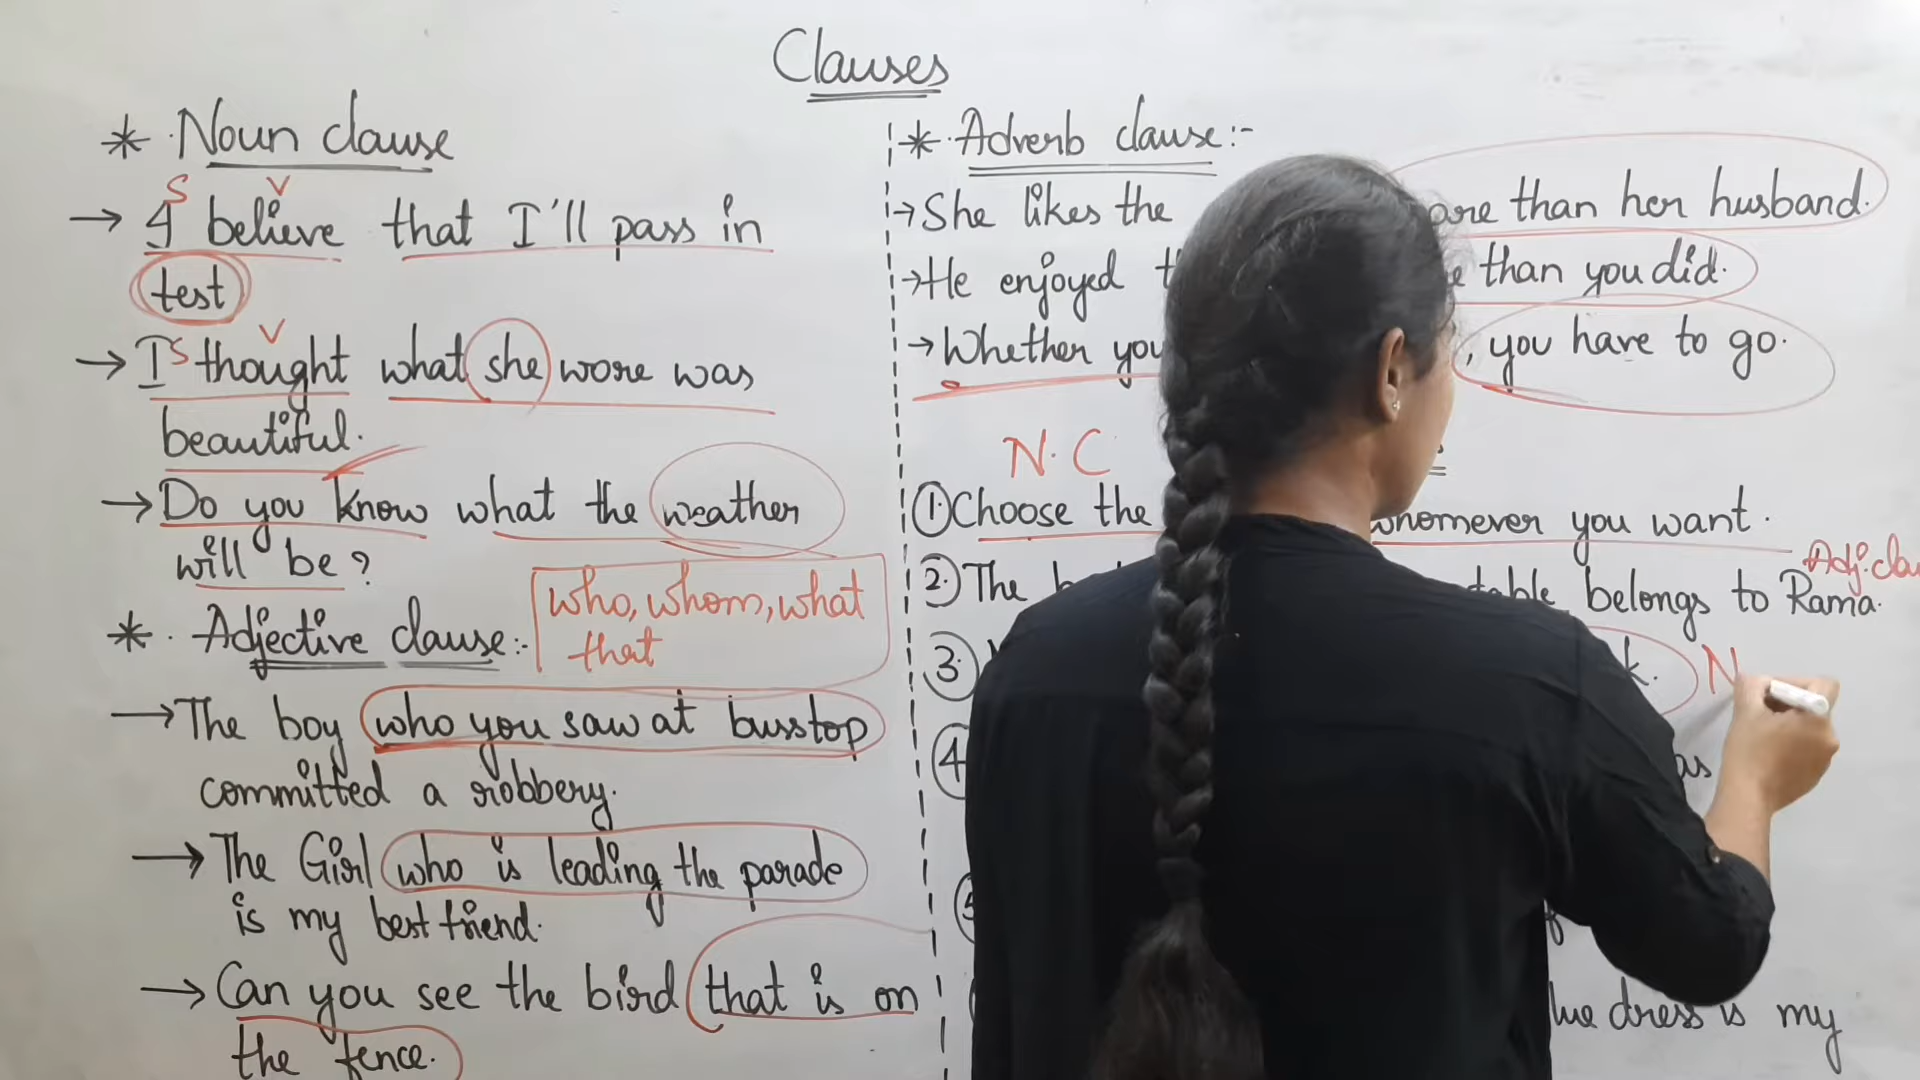 Clauses
* Noun clause
S V
→ I believe that I'll pass in
test
S V
→ I thought what she wore was
beautiful.
→ Do you know what the weather
will be?
who, whom, what
that
* Adjective clause:-
→ The boy who you saw at busstop
committed a robbery.
→ The Girl who is leading the parade
is my best friend.
→ Can you see the bird that is on
the fence.
* Adverb clause:-
→ She likes the than her husband.
→ He enjoyed than you did.
→ Whether you , you have to go.
N.C
① Choose the whomever you want.
Adj.
② The belongs to Rama.
③ N
④ as
⑤
dress is my